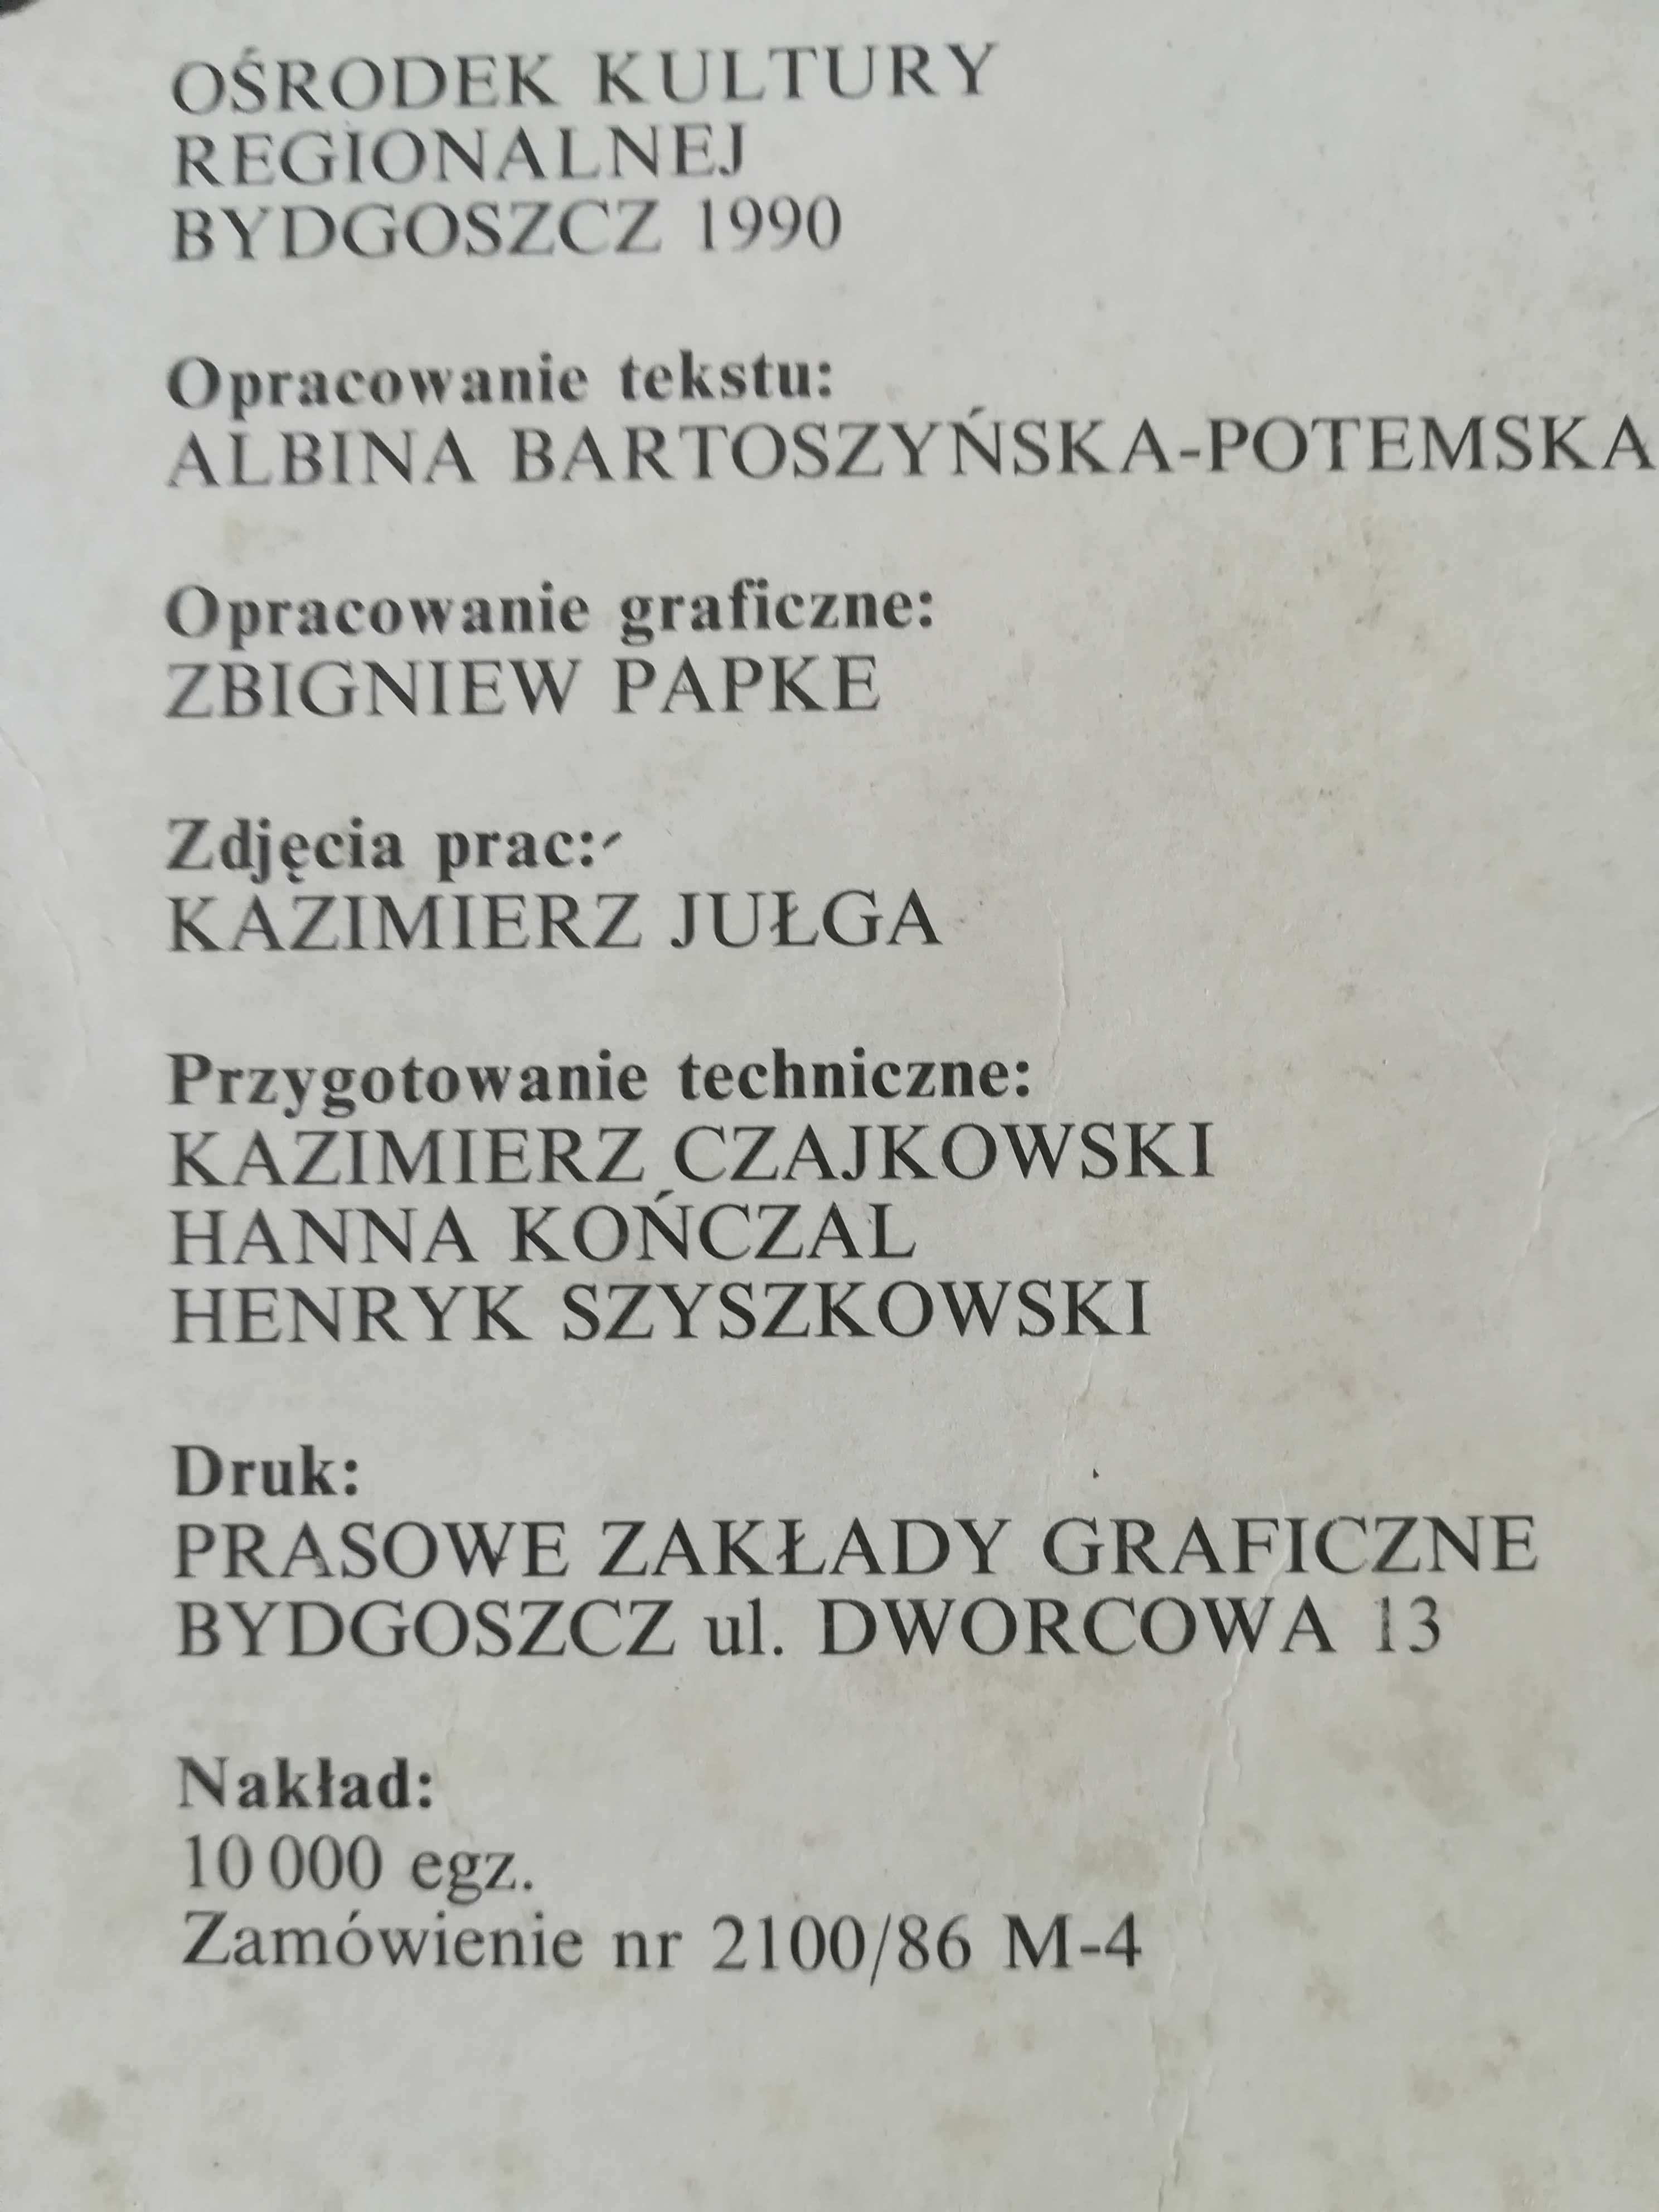 OŚRODEK KULTURY
REGIONALNEJ
BYDGOSZCZ 1990
Opracowanie tekstu:
ALBINA BARTOSZYŃSKA-POTEMSKA
Opracowanie graficzne:
ZBIGNIEW PAPKE
Zdjęcia prac:
KAZIMIERZ JUŁGA
Przygotowanie techniczne:
KAZIMIERZ CZAJKOWSKI
HANNA KOŃCZAL
HENRYK SZYSZKOWSKI
Druk:
PRASOWE ZAKŁADY GRAFICZNE
BYDGOSZCZ ul. DWORCOWA 13
Nakład:
10 000 egz.
Zamówienie nr 2100/86 M-4